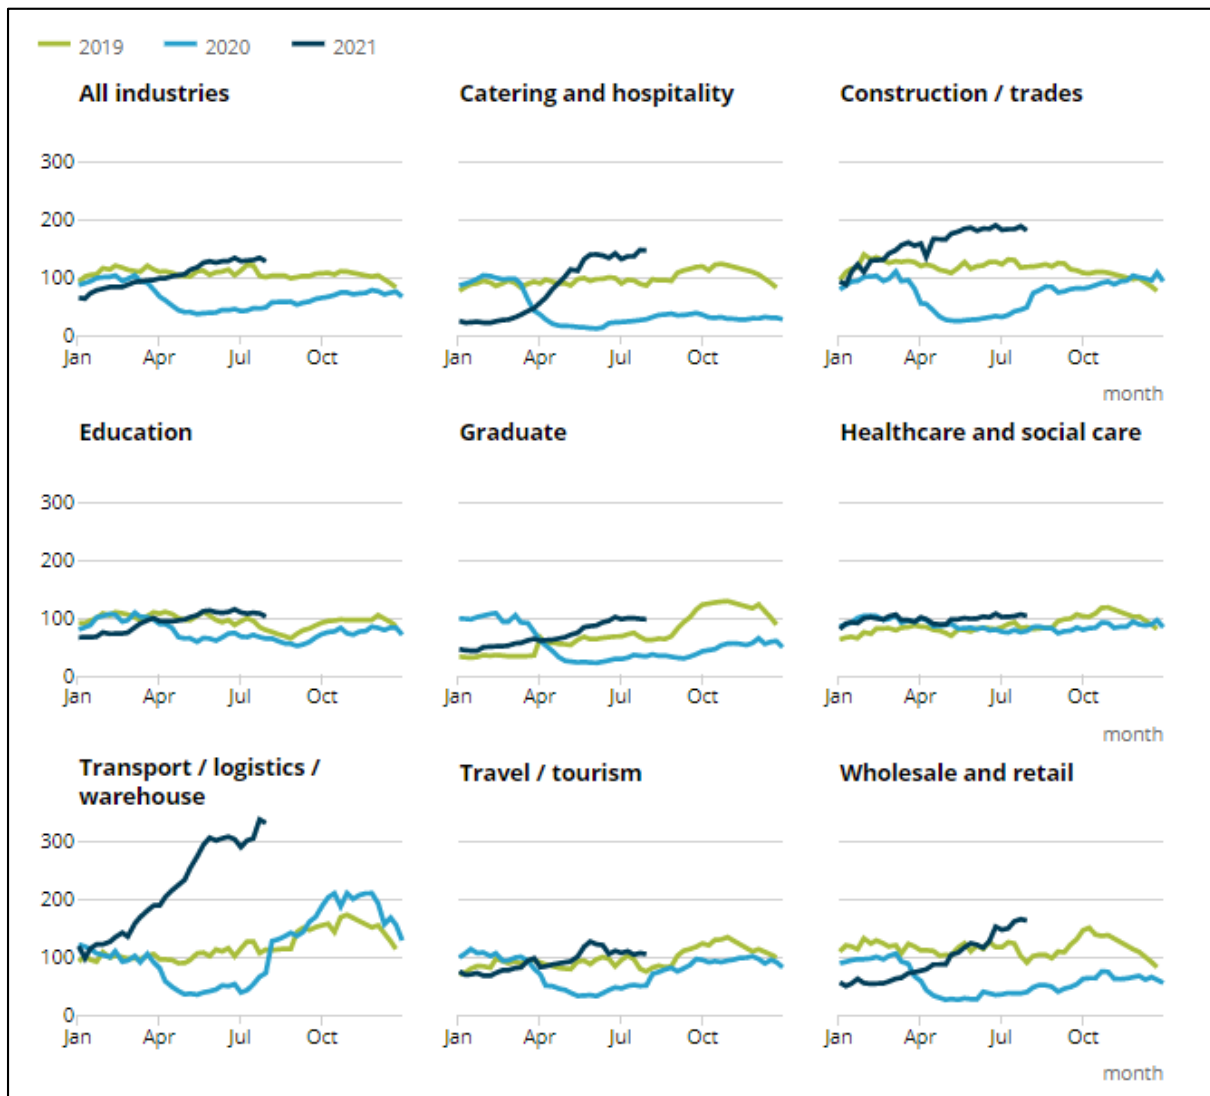 2019 2020 2021
All industries Catering and hospitality Construction / trades
300
200
100
0
Jan Apr Jul Oct Jan Apr Jul Oct Jan Apr Jul Oct
month
Education Graduate Healthcare and social care
300
200
100
0
Jan Apr Jul Oct Jan Apr Jul Oct Jan Apr Jul Oct
month
Transport / logistics /
warehouse Travel / tourism Wholesale and retail
300
200
100
0
Jan Apr Jul Oct Jan Apr Jul Oct Jan Apr Jul Oct
month